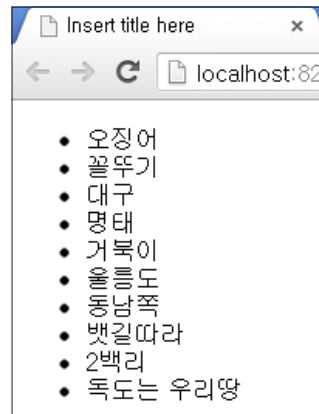 Insert title here
localhost:82
오징어
꼴뚜기
대구
명태
거북이
울릉도
동남쪽
뱃길따라
2백리
독도는 우리땅